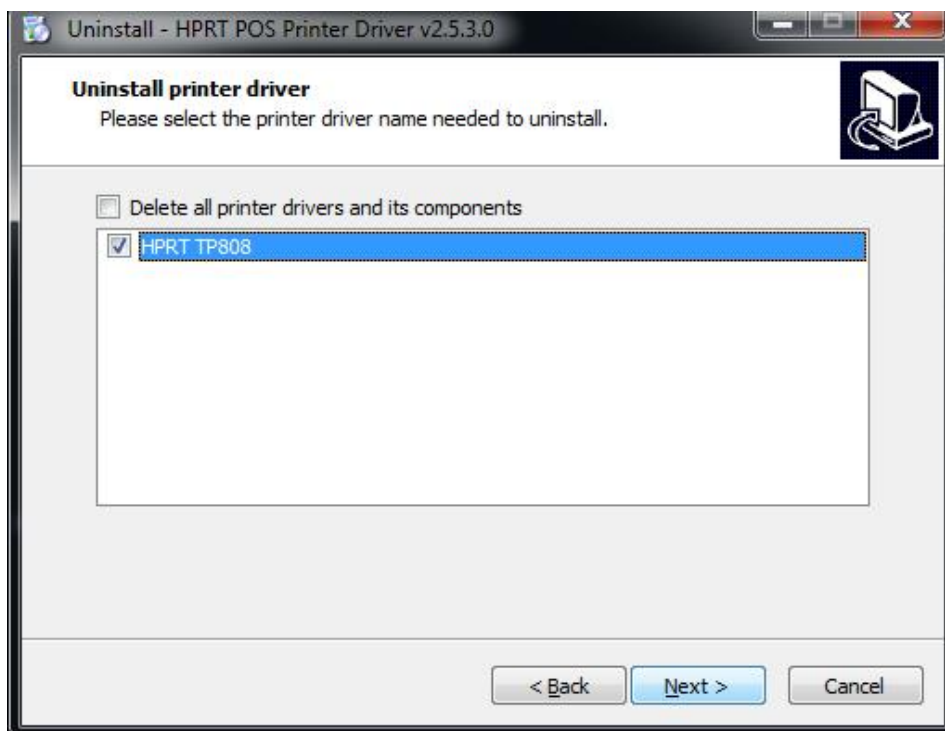 Uninstall - HPRT POS Printer Driver v2.5.3.0
Uninstall printer driver
Please select the printer driver name needed to uninstall.
Delete all printer drivers and its components
HPRT TP808
< Back
Next >
Cancel